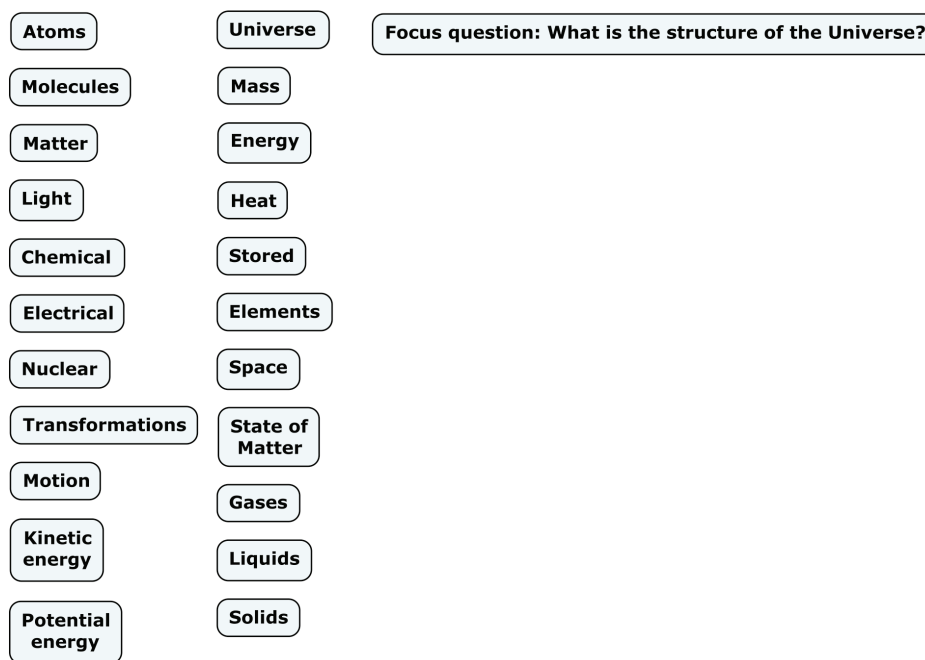 Atoms
Molecules
Matter
Light
Chemical
Electrical
Nuclear
Transformations
Motion
Kinetic
energy
Potential
energy
Universe
Mass
Energy
Heat
Stored
Elements
Space
State of
Matter
Gases
Liquids
Solids
Focus question: What is the structure of the Universe?